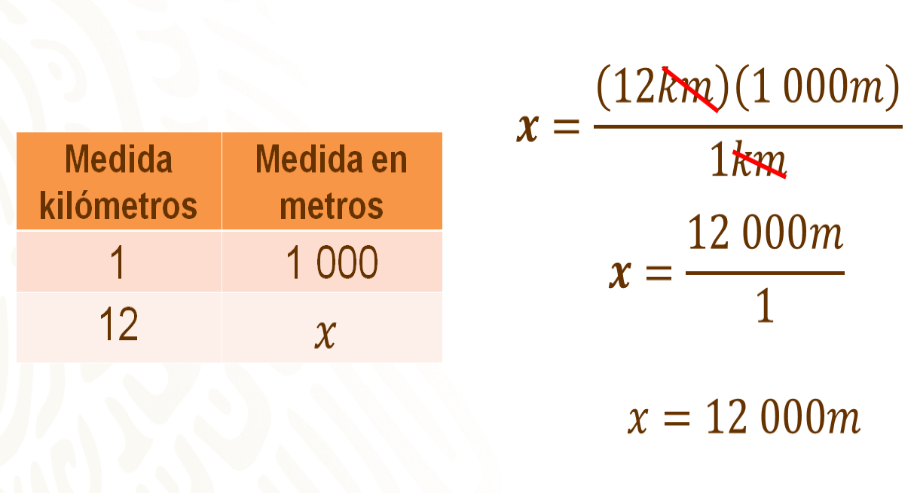 Medida kilómetros | Medida en metros
1 | 1 000
12 | x
x = (12km)(1 000m) / 1km
x = 12 000m / 1
x = 12 000m